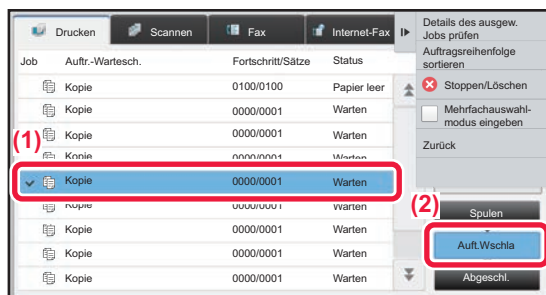 Drucken Scannen Fax Internet-Fax
Job Auftr.-Wartesch. Fortschritt/Sätze Status
Kopie 0100/0100 Papier leer
Kopie 0000/0001 Warten
Kopie 0000/0001 Warten
Kopie 0000/0001 Warten
(1)
Kopie 0000/0001 Warten
Kopie 0000/0001 Warten
Kopie 0000/0001 Warten
Kopie 0000/0001 Warten
Kopie 0000/0001 Warten
Details des ausgew.
Jobs prüfen
Auftragsreihenfolge
sortieren
Stoppen/Löschen
Mehrfachauswahl-
modus eingeben
Zurück
(2)
Spulen
Auft.Wschla
Abgeschl.